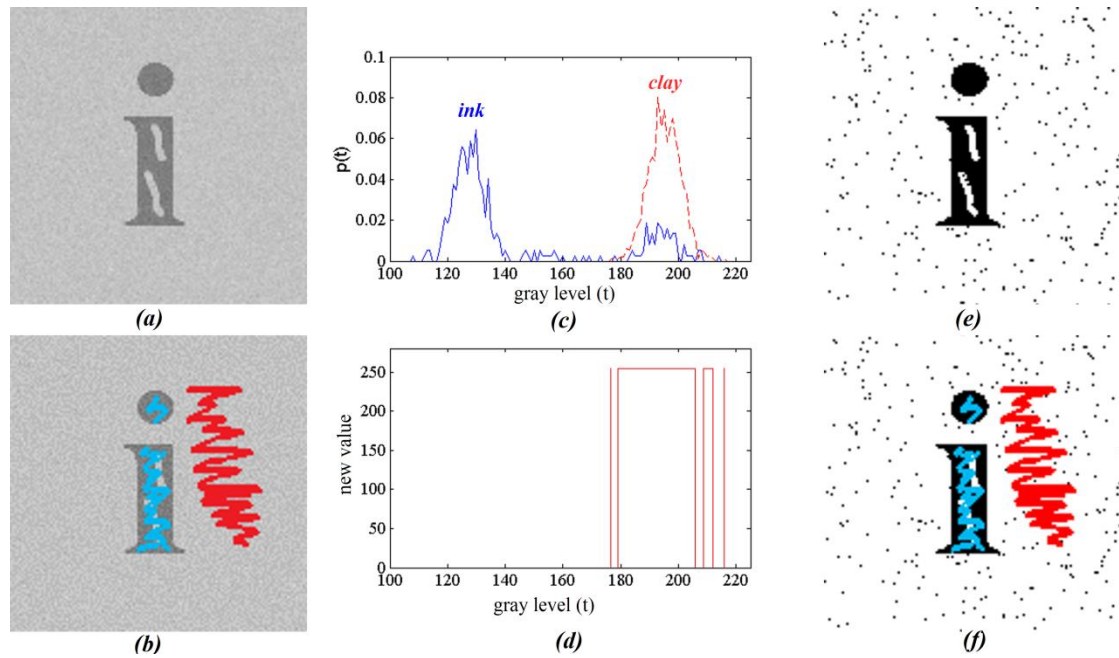 i
(a)
0.1
0.08
0.06
0.04
0.02
0
p(t)
ink
clay
100 120 140 160 180 200 220
gray level (t)
(c)
i
(e)
i
(b)
250
200
150
100
50
0
new value
100 120 140 160 180 200 220
gray level (t)
(d)
i
(f)